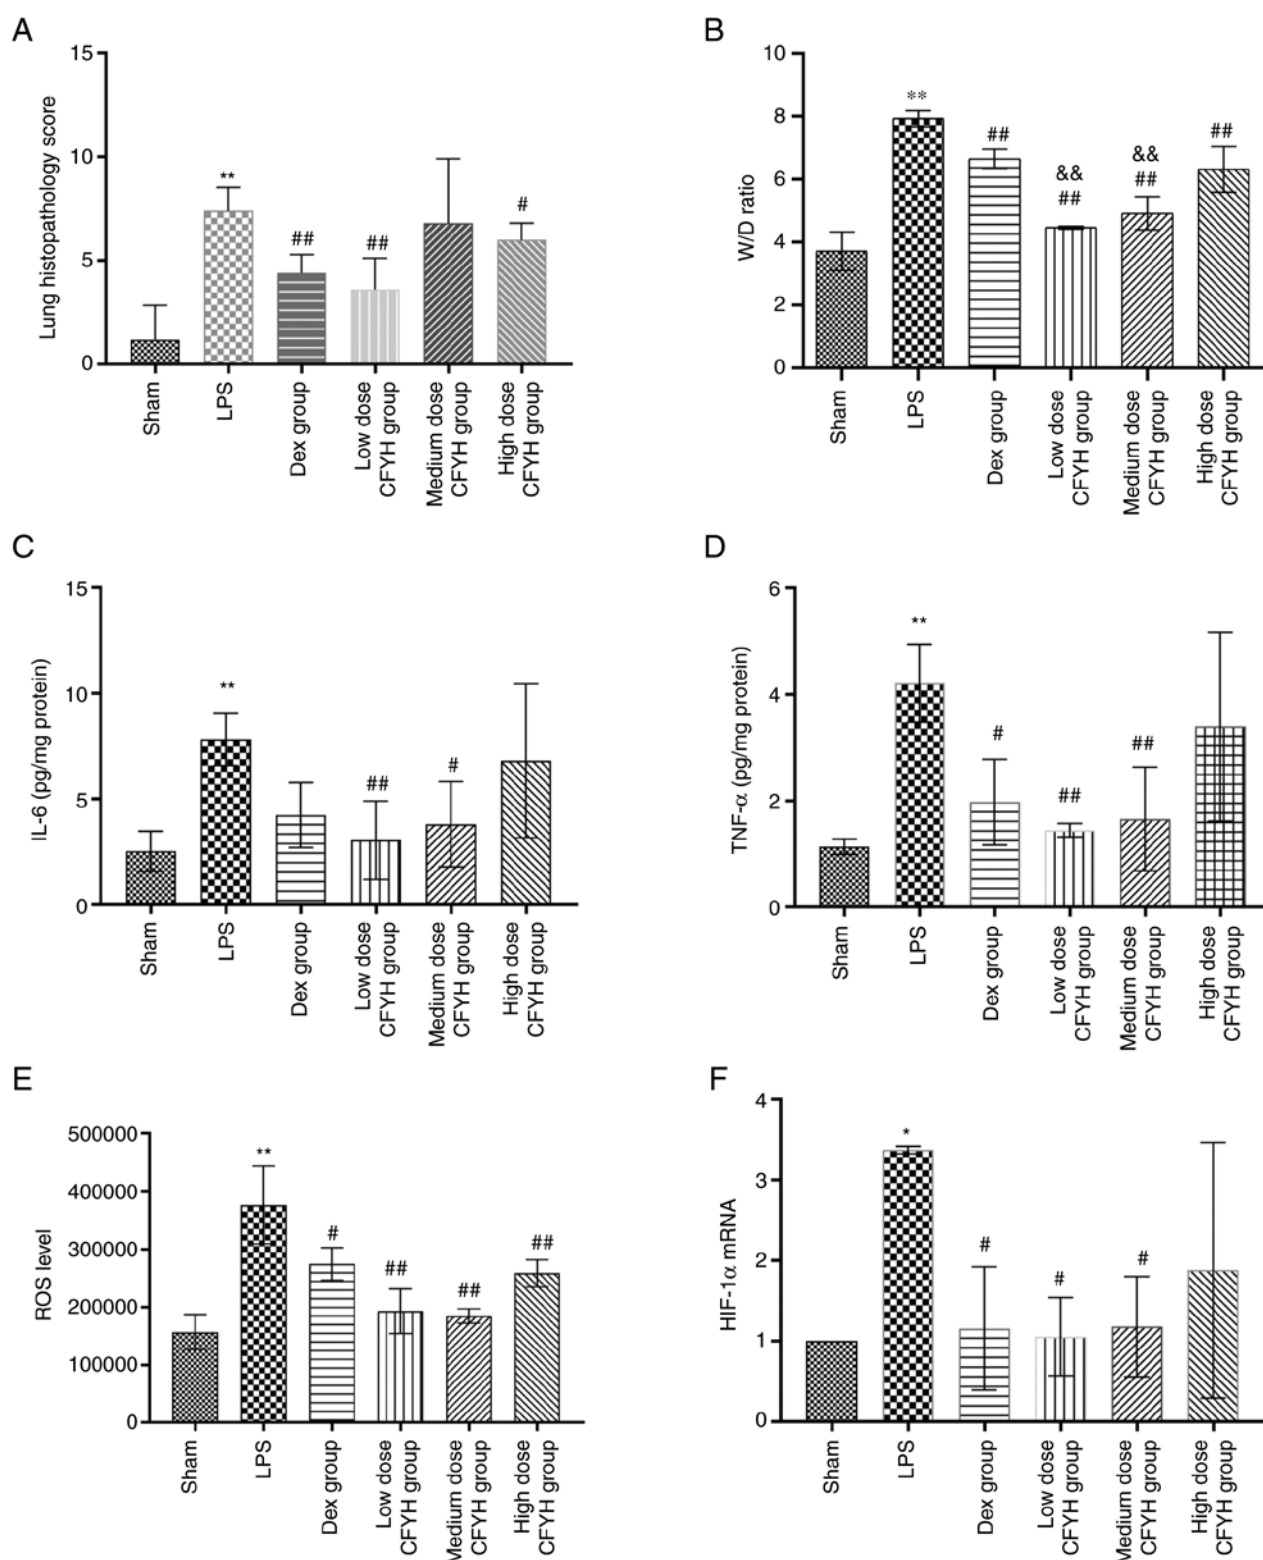 A
Lung histopathology score
15
10
5
0
**
##
##
#
Sham
LPS
Dex group
Low dose
CFYH group
Medium dose
CFYH group
High dose
CFYH group
B
W/D ratio
10
8
6
4
2
0
**
##
&&
##
&&
##
##
Sham
LPS
Dex group
Low dose
CFYH group
Medium dose
CFYH group
High dose
CFYH group
C
IL-6 (pg/mg protein)
15
10
5
0
**
##
#
Sham
LPS
Dex group
Low dose
CFYH group
Medium dose
CFYH group
High dose
CFYH group
D
TNF-α (pg/mg protein)
6
4
2
0
**
#
##
##
Sham
LPS
Dex group
Low dose
CFYH group
Medium dose
CFYH group
High dose
CFYH group
E
ROS level
500000
400000
300000
200000
100000
0
**
#
##
##
##
Sham
LPS
Dex group
Low dose
CFYH group
Medium dose
CFYH group
High dose
CFYH group
F
HIF-1α mRNA
4
3
2
1
0
*
#
#
#
Sham
LPS
Dex group
Low dose
CFYH group
Medium dose
CFYH group
High dose
CFYH group